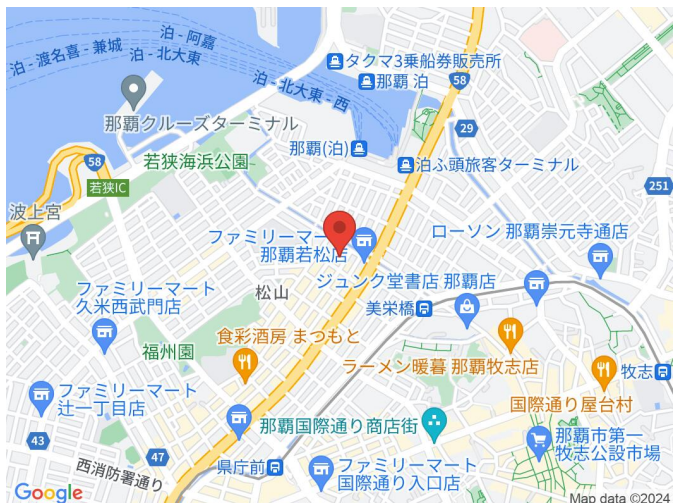 泊 - 阿嘉
泊 - 渡名喜 - 兼城
泊 - 北大東
泊 - 北大東 - 西
タクマ3乗船券販売所
那覇 泊
58
29
那覇クルーズターミナル
那覇(泊)
泊ふ頭旅客ターミナル
若狭海浜公園
58
若狭IC
251
波上宮
ファミリーマート
那覇若松店
ローソン 那覇崇元寺通店
ジュンク堂書店 那覇店
ファミリーマート
久米西武門店
松山
美栄橋
食彩酒房 まつもと
福州園
ラーメン暖暮 那覇牧志店
牧志
ファミリーマート
辻一丁目店
国際通り屋台村
那覇国際通り商店街
43
47
西消防署通り
県庁前
ファミリーマート
国際通り入口店
那覇市第一
牧志公設市場
Google
Map data ©2024